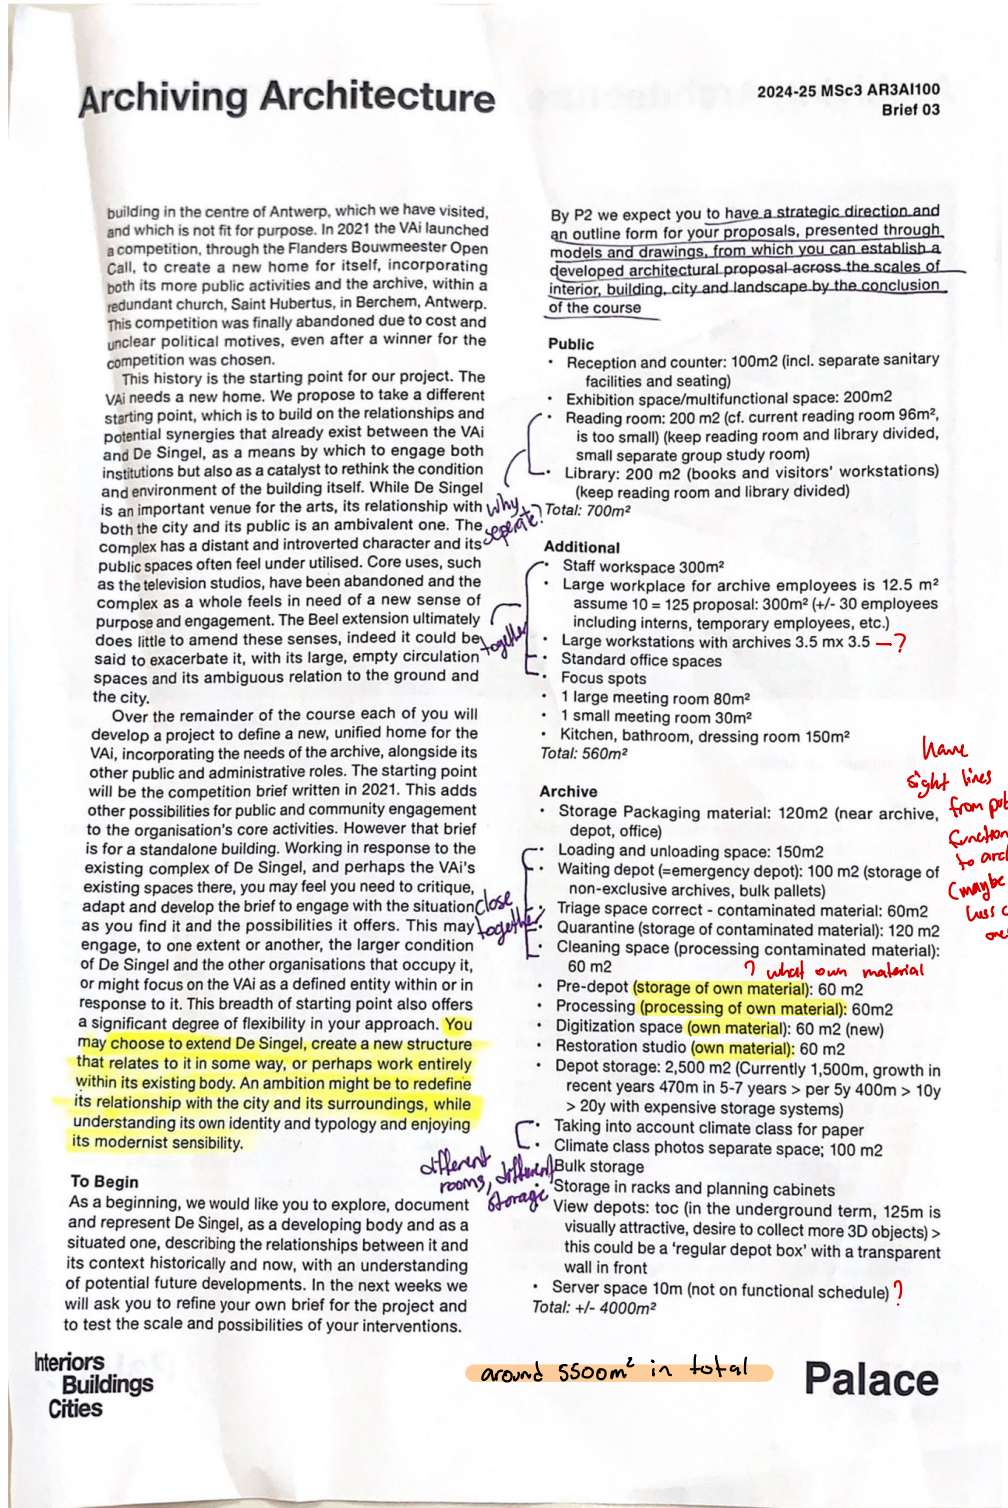 Archiving Architecture
2024-25 MSc3 AR3AI100
Brief 03
building in the centre of Antwerp, which we have visited,
and which is not fit for purpose. In 2021 the VAi launched
a competition, through the Flanders Bouwmeester Open
Call, to create a new home for itself, incorporating
both its more public activities and the archive, within a
redundant church, Saint Hubertus, in Berchem, Antwerp.
This competition was finally abandoned due to cost and
unclear political motives, even after a winner for the
competition was chosen.
This history is the starting point for our project. The
VAi needs a new home. We propose to take a different
starting point, which is to build on the relationships and
potential synergies that already exist between the VAi
and De Singel, as a means by which to engage both
institutions but also as a catalyst to rethink the condition
and environment of the building itself. While De Singel
is an important venue for the arts, its relationship with
both the city and its public is an ambivalent one. The
complex has a distant and introverted character and its
public spaces often feel under utilised. Core uses, such
as the television studios, have been abandoned and the
complex as a whole feels in need of a new sense of
purpose and engagement. The Beel extension ultimately
does little to amend these senses, indeed it could be
said to exacerbate it, with its large, empty circulation
spaces and its ambiguous relation to the ground and
the city.
Over the remainder of the course each of you will
develop a project to define a new, unified home for the
VAi, incorporating the needs of the archive, alongside its
other public and administrative roles. The starting point
will be the competition brief written in 2021. This adds
other possibilities for public and community engagement
to the organisation's core activities. However that brief
is for a standalone building. Working in response to the
existing complex of De Singel, and perhaps the VAi's
existing spaces there, you may feel you need to critique,
adapt and develop the brief to engage with the situation
as you find it and the possibilities it offers. This may
engage, to one extent or another, the larger condition
of De Singel and the other organisations that occupy it,
or might focus on the VAi as a defined entity within or in
response to it. This breadth of starting point also offers
a significant degree of flexibility in your approach. You
may choose to extend De Singel, create a new structure
that relates to it in some way, or perhaps work entirely
within its existing body. An ambition might be to redefine
its relationship with the city and its surroundings, while
understanding its own identity and typology and enjoying
its modernist sensibility.
To Begin
As a beginning, we would like you to explore, document
and represent De Singel, as a developing body and as a
situated one, describing the relationships between it and
its context historically and now, with an understanding
of potential future developments. In the next weeks we
will ask you to refine your own brief for the project and
to test the scale and possibilities of your interventions.
By P2 we expect you to have a strategic direction and
an outline form for your proposals, presented through
models and drawings, from which you can establish a
developed architectural proposal across the scales of
interior, building, city and landscape by the conclusion
of the course
Public
• Reception and counter: 100m2 (incl. separate sanitary
facilities and seating)
• Exhibition space/multifunctional space: 200m2
• Reading room: 200 m2 (cf. current reading room 96m²,
is too small) (keep reading room and library divided,
small separate group study room)
• Library: 200 m2 (books and visitors' workstations)
(keep reading room and library divided)
Total: 700m²
why
seperate?
Additional
• Staff workspace 300m²
• Large workplace for archive employees is 12.5 m²
assume 10 = 125 proposal: 300m² (+/- 30 employees
including interns, temporary employees, etc.)
• Large workstations with archives 3.5 mx 3.5 —?
• Standard office spaces
• Focus spots
• 1 large meeting room 80m²
• 1 small meeting room 30m²
• Kitchen, bathroom, dressing room 150m²
Total: 560m²
together
Archive
• Storage Packaging material: 120m2 (near archive,
depot, office)
• Loading and unloading space: 150m2
• Waiting depot (=emergency depot): 100 m2 (storage of
non-exclusive archives, bulk pallets)
• Triage space correct - contaminated material: 60m2
• Quarantine (storage of contaminated material): 120 m2
• Cleaning space (processing contaminated material):
60 m2
? what own material
• Pre-depot (storage of own material): 60 m2
• Processing (processing of own material): 60m2
• Digitization space (own material): 60 m2 (new)
• Restoration studio (own material): 60 m2
• Depot storage: 2,500 m2 (Currently 1,500m, growth in
recent years 470m in 5-7 years > per 5y 400m > 10y
> 20y with expensive storage systems)
• Taking into account climate class for paper
• Climate class photos separate space; 100 m2
• Bulk storage
• Storage in racks and planning cabinets
• View depots: toc (in the underground term, 125m is
visually attractive, desire to collect more 3D objects) >
this could be a 'regular depot box' with a transparent
wall in front
• Server space 10m (not on functional schedule) ?
Total: +/- 4000m²
close
together
different
rooms, different
storage
have
sight lines
from
to
(maybe
less
Interiors
Buildings
Cities
around 5500m² in total
Palace